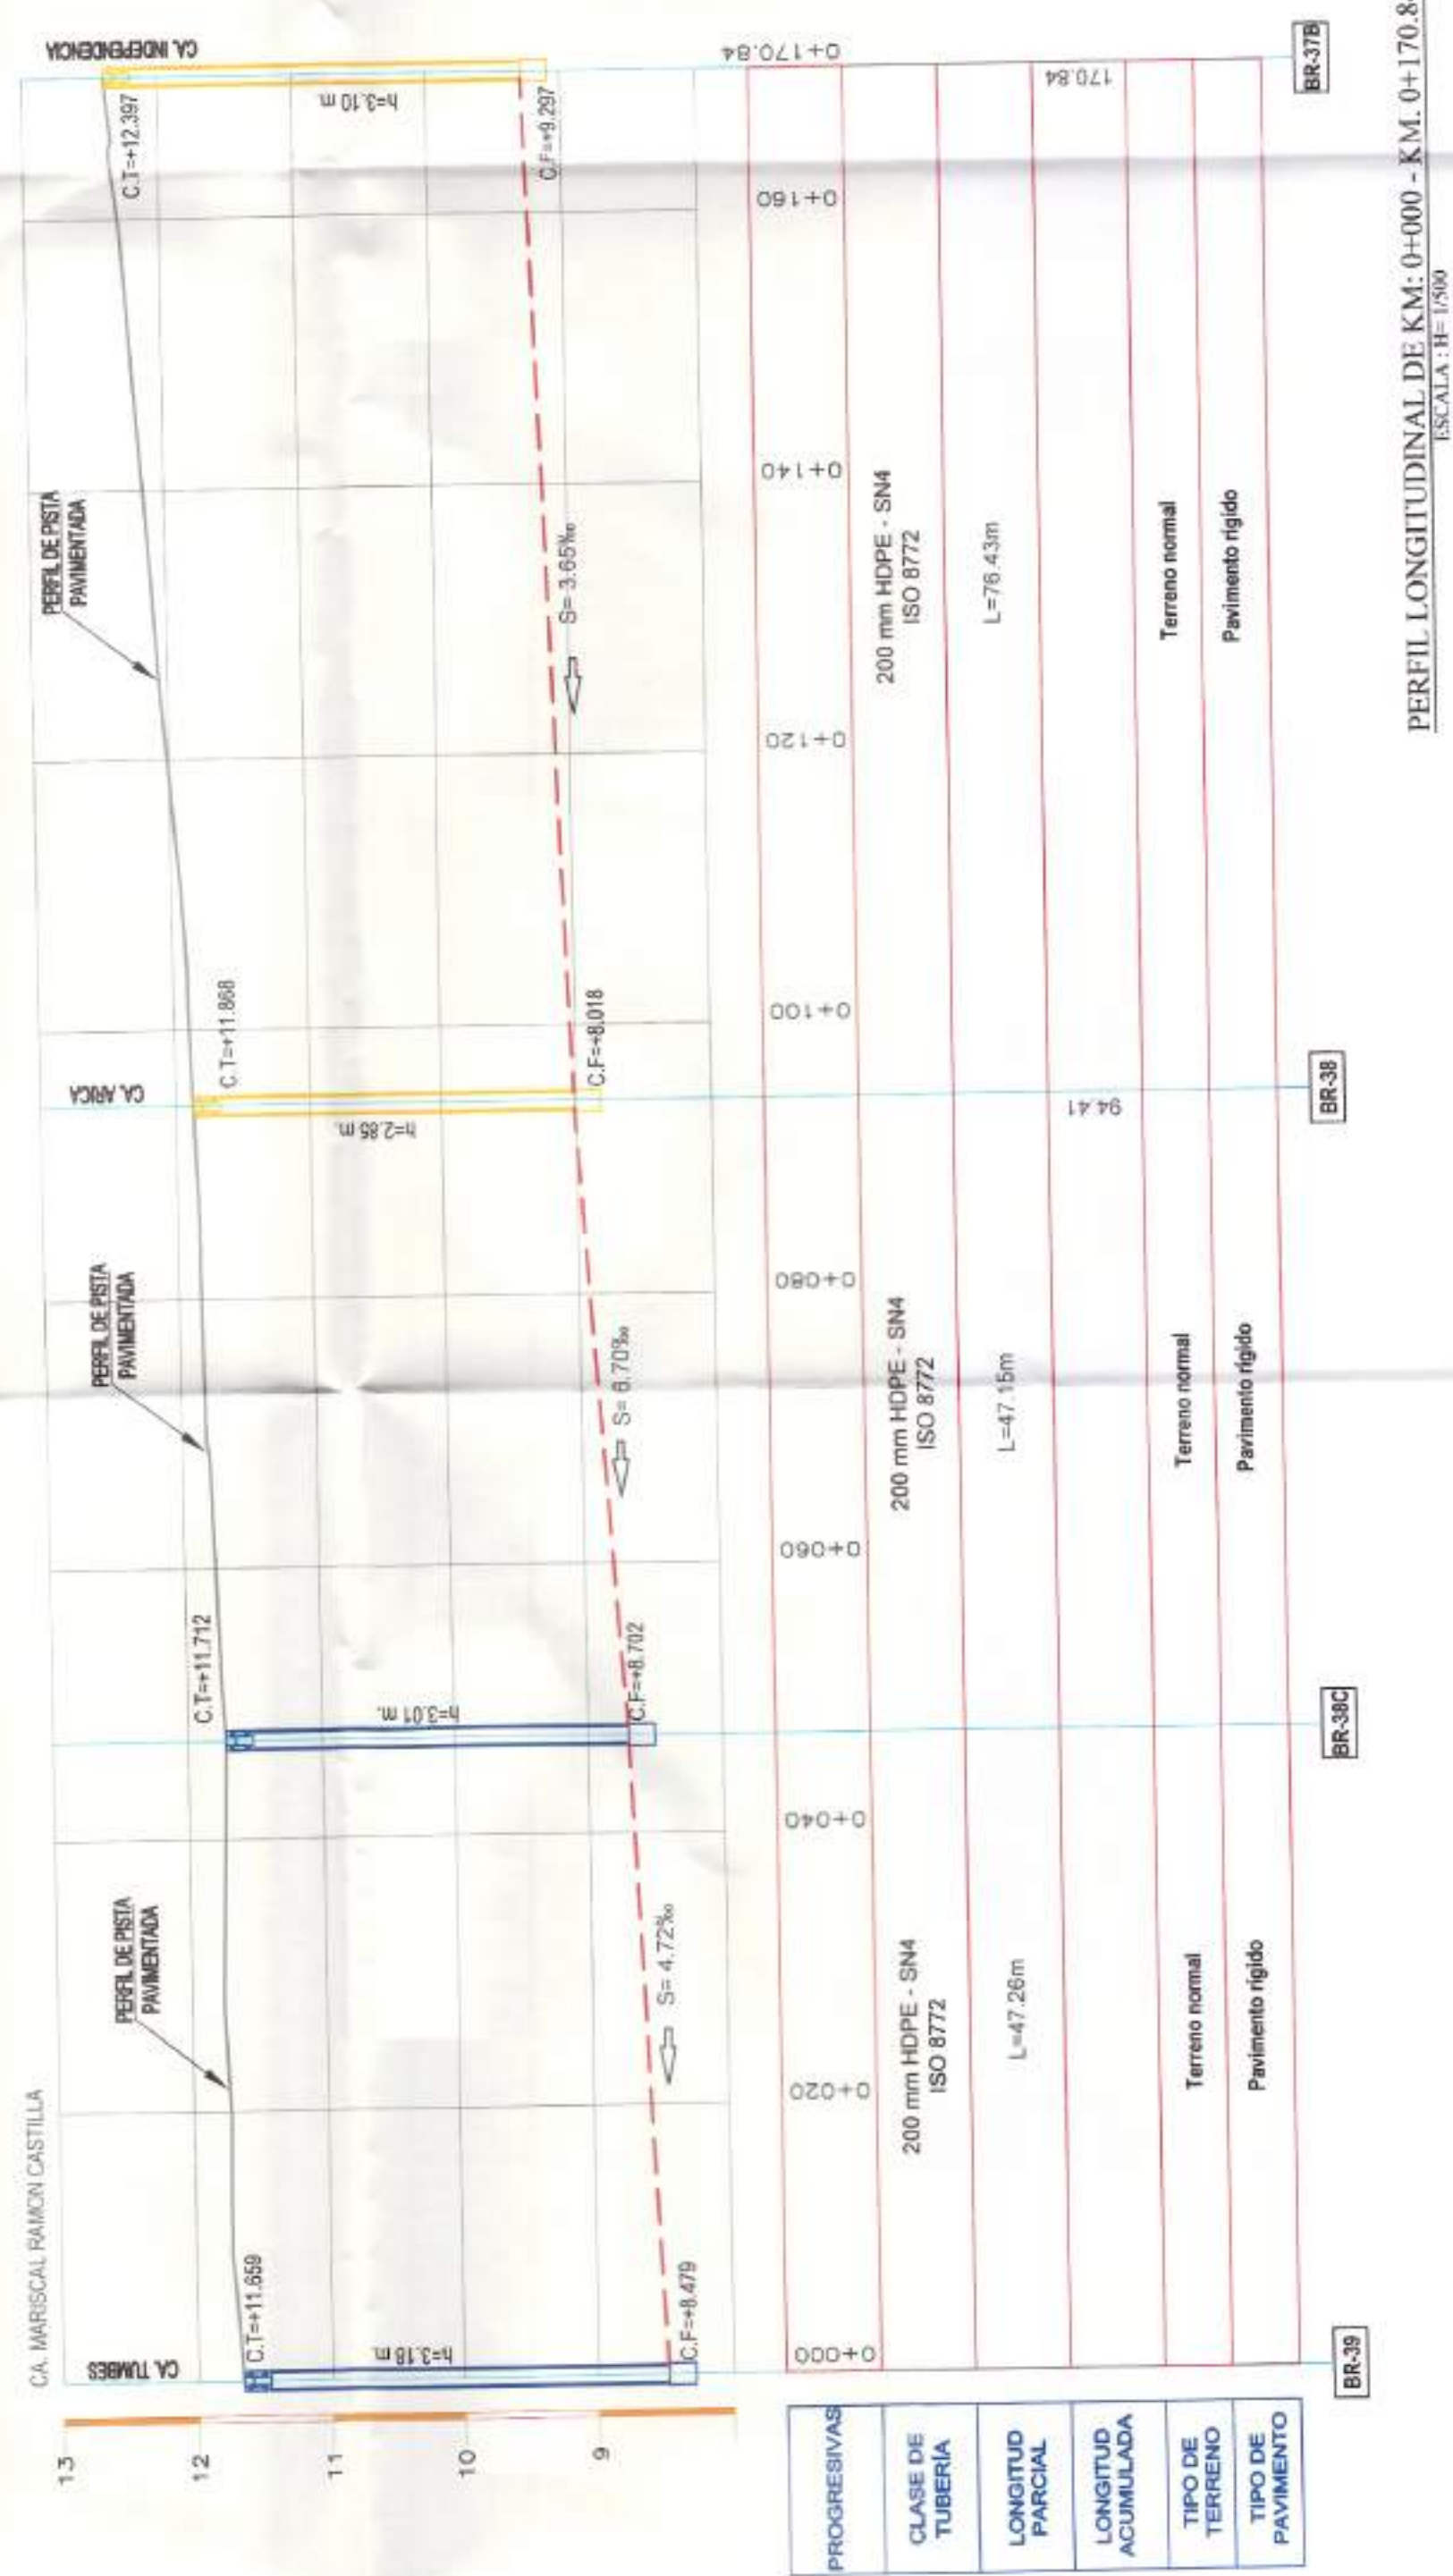 CA. MARISCAL RAMON CASTILLA
CA. TUMBES
CA. ARICA
CA. INDEPENDENCIA
13
12
11
10
9
PERFIL DE PISTA
PAVIMENTADA
PERFIL DE PISTA
PAVIMENTADA
PERFIL DE PISTA
PAVIMENTADA
C.T=+11.659
C.T=+11.712
C.T=+11.868
C.T=+12.397
h=3.18 m.
h=3.01 m.
h=2.85 m.
h=3.10 m.
S= 4.72‰
S= 6.70‰
S= 3.65‰
C.F=+8.479
C.F=+8.702
C.F=+8.018
C.F=+9.297
PROGRESIVAS
0+000
0+020
0+040
0+060
0+080
0+100
0+120
0+140
0+160
0+170.84
CLASE DE
TUBERÍA
200 mm HDPE - SN4
ISO 8772
200 mm HDPE - SN4
ISO 8772
200 mm HDPE - SN4
ISO 8772
LONGITUD
PARCIAL
L=47.26m
L=47.15m
L=76.43m
LONGITUD
ACUMULADA
94.41
170.84
TIPO DE
TERRENO
Terreno normal
Terreno normal
Terreno normal
TIPO DE
PAVIMENTO
Pavimento rígido
Pavimento rígido
Pavimento rígido
BR-39
BR-38C
BR-38
BR-37B
PERFIL LONGITUDINAL DE KM: 0+000 - KM. 0+170.8
ESCALA : H= 1/500